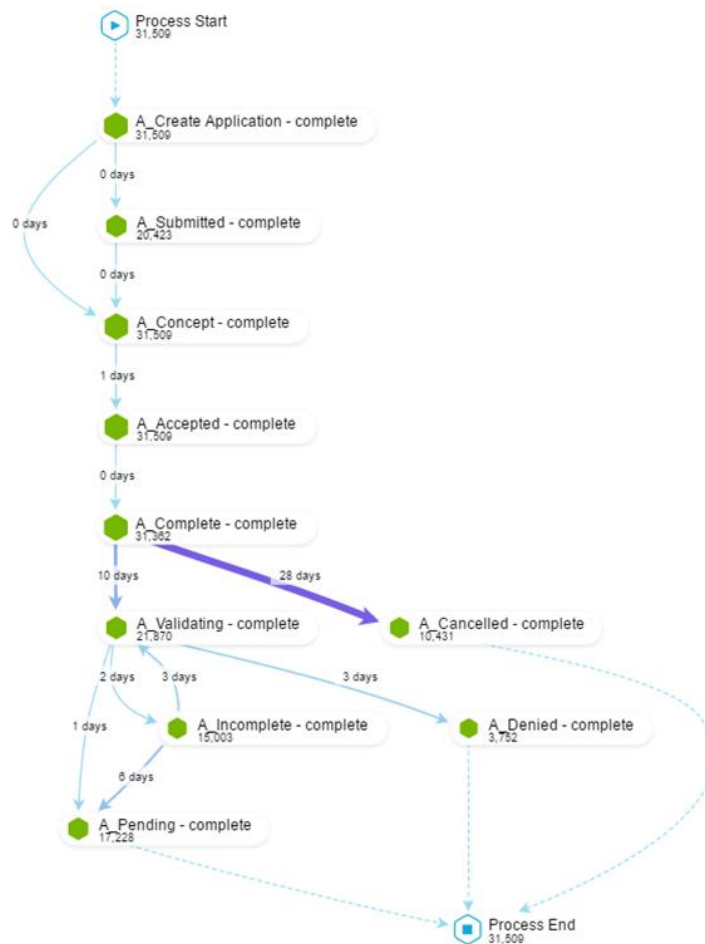 Process Start
31,509
A_Create Application - complete
31,509
0 days
A_Submitted - complete
20,423
0 days
0 days
A_Concept - complete
31,509
1 days
A_Accepted - complete
31,509
0 days
A_Complete - complete
31,362
10 days
28 days
A_Validating - complete
21,870
A_Cancelled - complete
10,431
2 days
3 days
3 days
1 days
A_Incomplete - complete
15,003
A_Denied - complete
3,752
6 days
A_Pending - complete
17,228
Process End
31,509